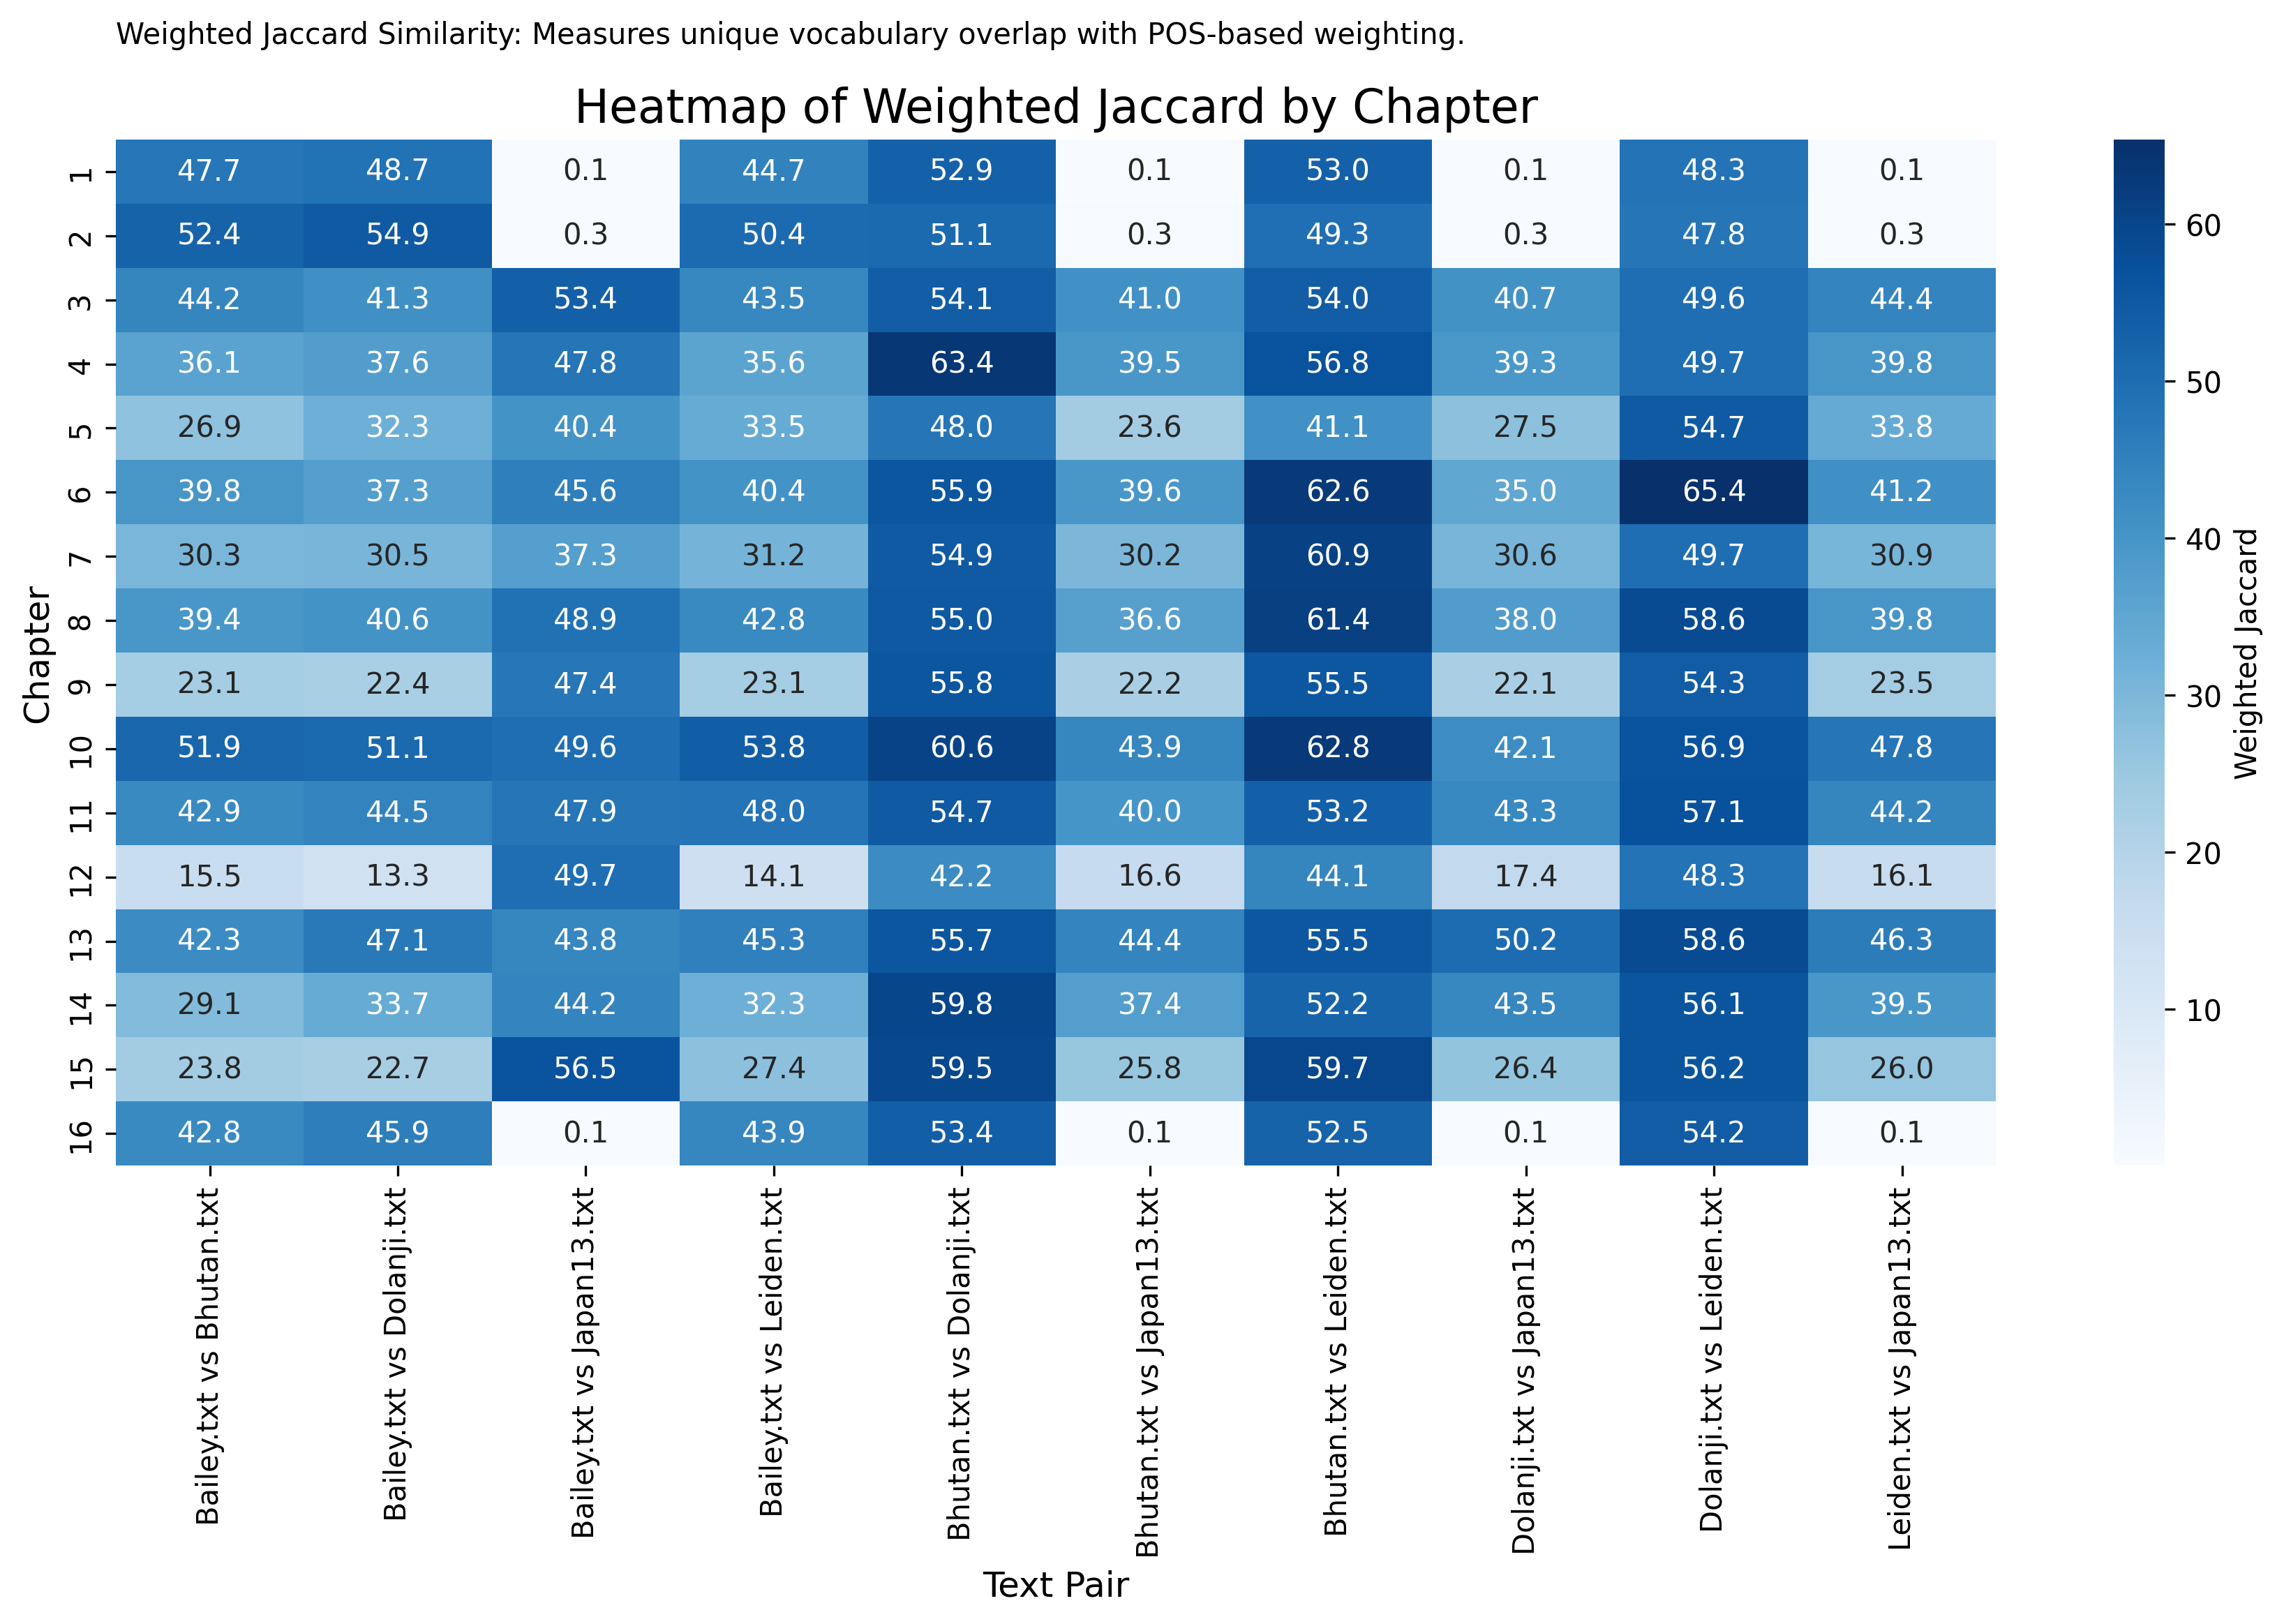 Weighted Jaccard Similarity: Measures unique vocabulary overlap with POS-based weighting.
Heatmap of Weighted Jaccard by Chapter
Chapter
1 47.7 48.7 0.1 44.7 52.9 0.1 53.0 0.1 48.3 0.1
2 52.4 54.9 0.3 50.4 51.1 0.3 49.3 0.3 47.8 0.3
3 44.2 41.3 53.4 43.5 54.1 41.0 54.0 40.7 49.6 44.4
4 36.1 37.6 47.8 35.6 63.4 39.5 56.8 39.3 49.7 39.8
5 26.9 32.3 40.4 33.5 48.0 23.6 41.1 27.5 54.7 33.8
6 39.8 37.3 45.6 40.4 55.9 39.6 62.6 35.0 65.4 41.2
7 30.3 30.5 37.3 31.2 54.9 30.2 60.9 30.6 49.7 30.9
8 39.4 40.6 48.9 42.8 55.0 36.6 61.4 38.0 58.6 39.8
9 23.1 22.4 47.4 23.1 55.8 22.2 55.5 22.1 54.3 23.5
10 51.9 51.1 49.6 53.8 60.6 43.9 62.8 42.1 56.9 47.8
11 42.9 44.5 47.9 48.0 54.7 40.0 53.2 43.3 57.1 44.2
12 15.5 13.3 49.7 14.1 42.2 16.6 44.1 17.4 48.3 16.1
13 42.3 47.1 43.8 45.3 55.7 44.4 55.5 50.2 58.6 46.3
14 29.1 33.7 44.2 32.3 59.8 37.4 52.2 43.5 56.1 39.5
15 23.8 22.7 56.5 27.4 59.5 25.8 59.7 26.4 56.2 26.0
16 42.8 45.9 0.1 43.9 53.4 0.1 52.5 0.1 54.2 0.1
Bailey.txt vs Bhutan.txt
Bailey.txt vs Dolanji.txt
Bailey.txt vs Japan13.txt
Bailey.txt vs Leiden.txt
Bhutan.txt vs Dolanji.txt
Bhutan.txt vs Japan13.txt
Bhutan.txt vs Leiden.txt
Dolanji.txt vs Japan13.txt
Dolanji.txt vs Leiden.txt
Leiden.txt vs Japan13.txt
Text Pair
60
50
40
30
20
10
Weighted Jaccard